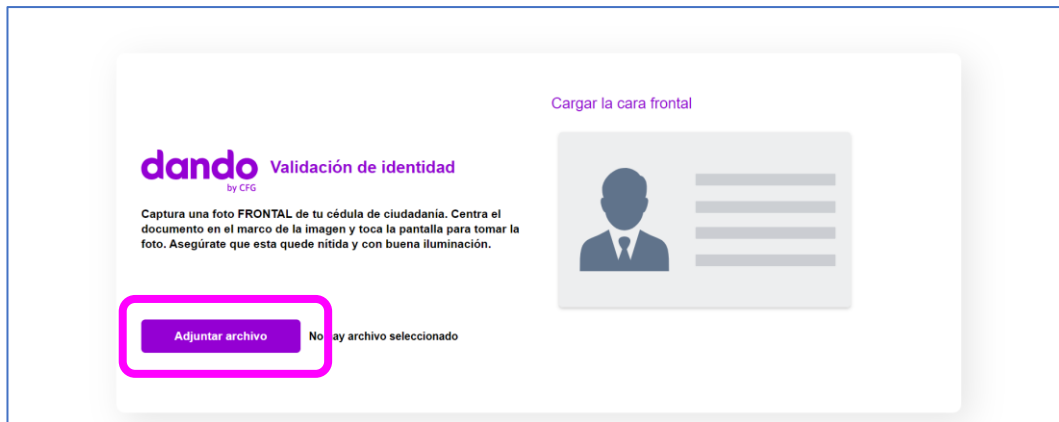 Cargar la cara frontal
dando
by CFG
Validación de identidad
Captura una foto FRONTAL de tu cédula de ciudadanía. Centra el
documento en el marco de la imagen y toca la pantalla para tomar la
foto. Asegúrate que esta quede nítida y con buena iluminación.
Adjuntar archivo
No hay archivo seleccionado